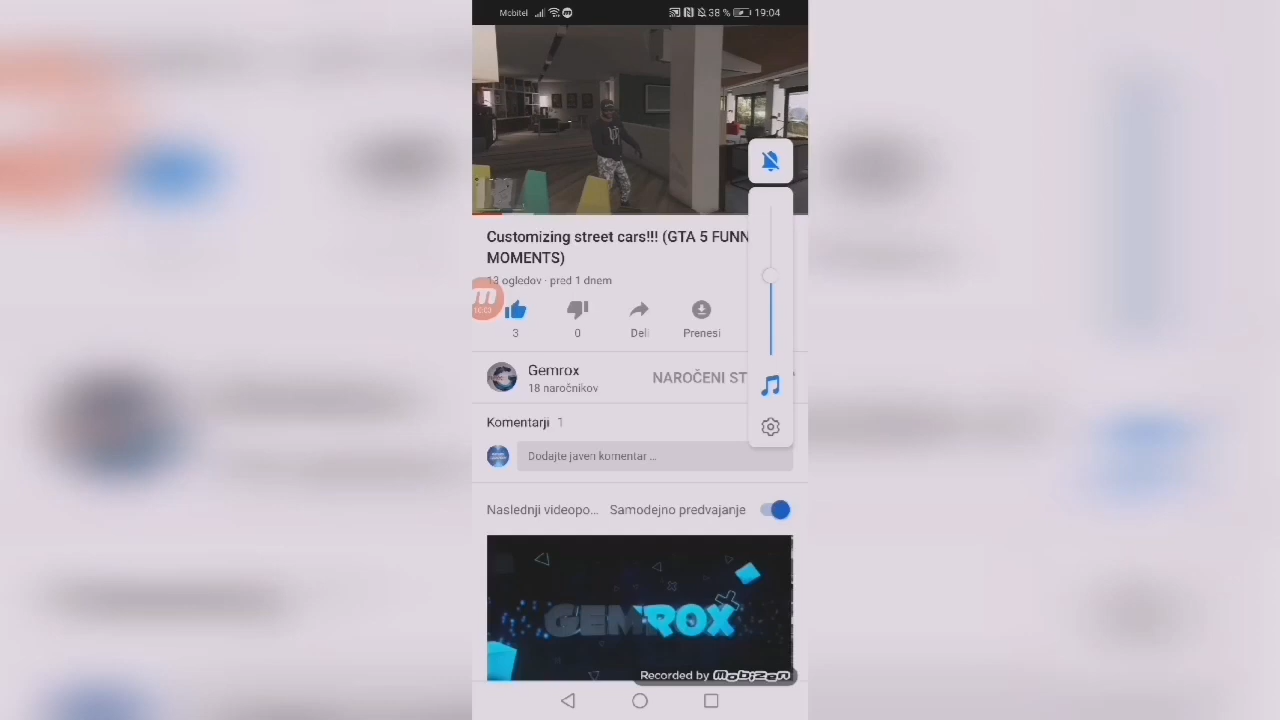 Mobitel 38 % 19:04
Customizing street cars!!! (GTA 5 FUNN
MOMENTS)
13 ogledov · pred 1 dnem
3 0 Deli Prenesi
Gemrox
18 naročnikov
NAROČENI ST
Komentarji 1
Dodajte javen komentar ...
Naslednji videopo... Samodejno predvajanje
GEMROX
Recorded by mobizen